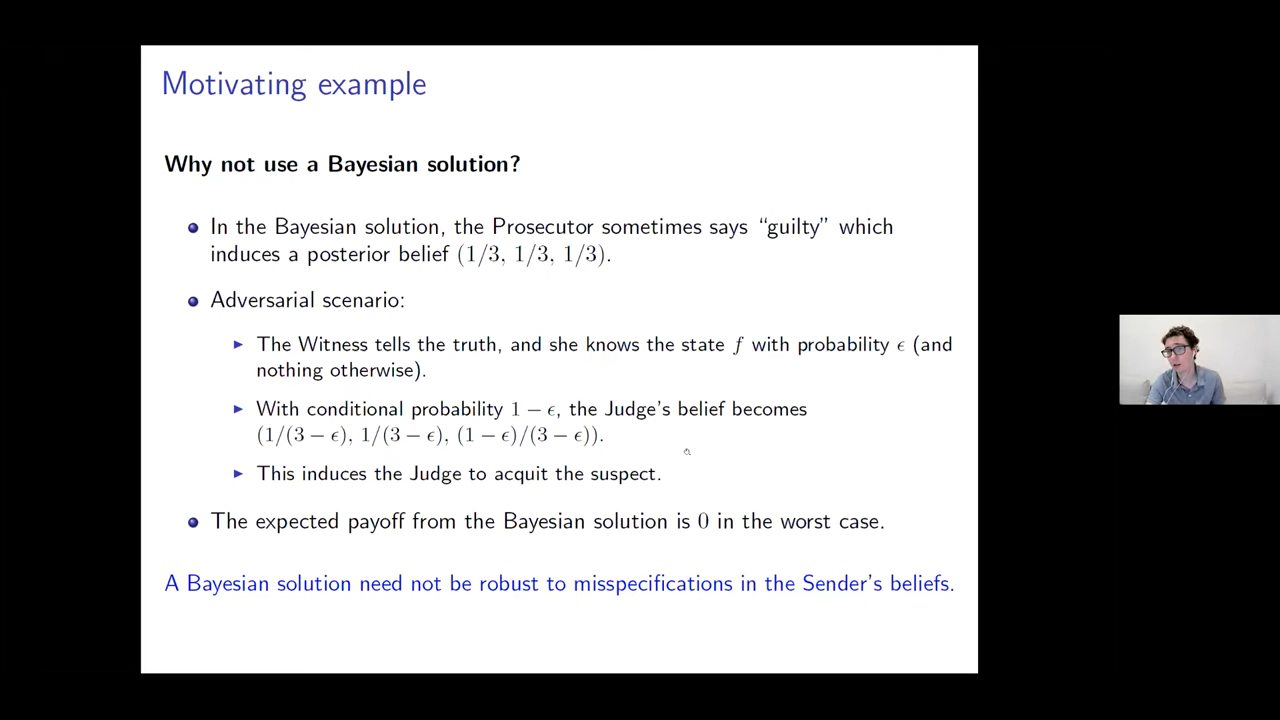 Motivating example
Why not use a Bayesian solution?
In the Bayesian solution, the Prosecutor sometimes says “guilty” which
induces a posterior belief (1/3, 1/3, 1/3).
Adversarial scenario:
The Witness tells the truth, and she knows the state f with probability ϵ (and
nothing otherwise).
With conditional probability 1 − ϵ, the Judge's belief becomes
(1/(3 − ϵ), 1/(3 − ϵ), (1 − ϵ)/(3 − ϵ)).
This induces the Judge to acquit the suspect.
The expected payoff from the Bayesian solution is 0 in the worst case.
A Bayesian solution need not be robust to misspecifications in the Sender's beliefs.